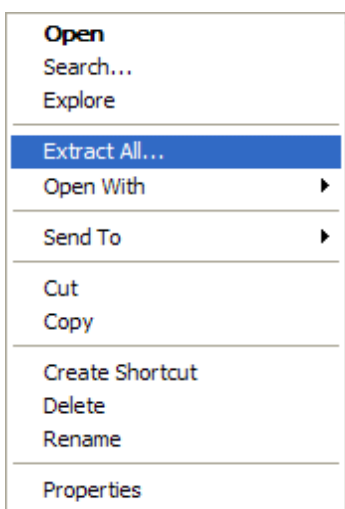 Open
Search...
Explore
Extract All...
Open With
Send To
Cut
Copy
Create Shortcut
Delete
Rename
Properties